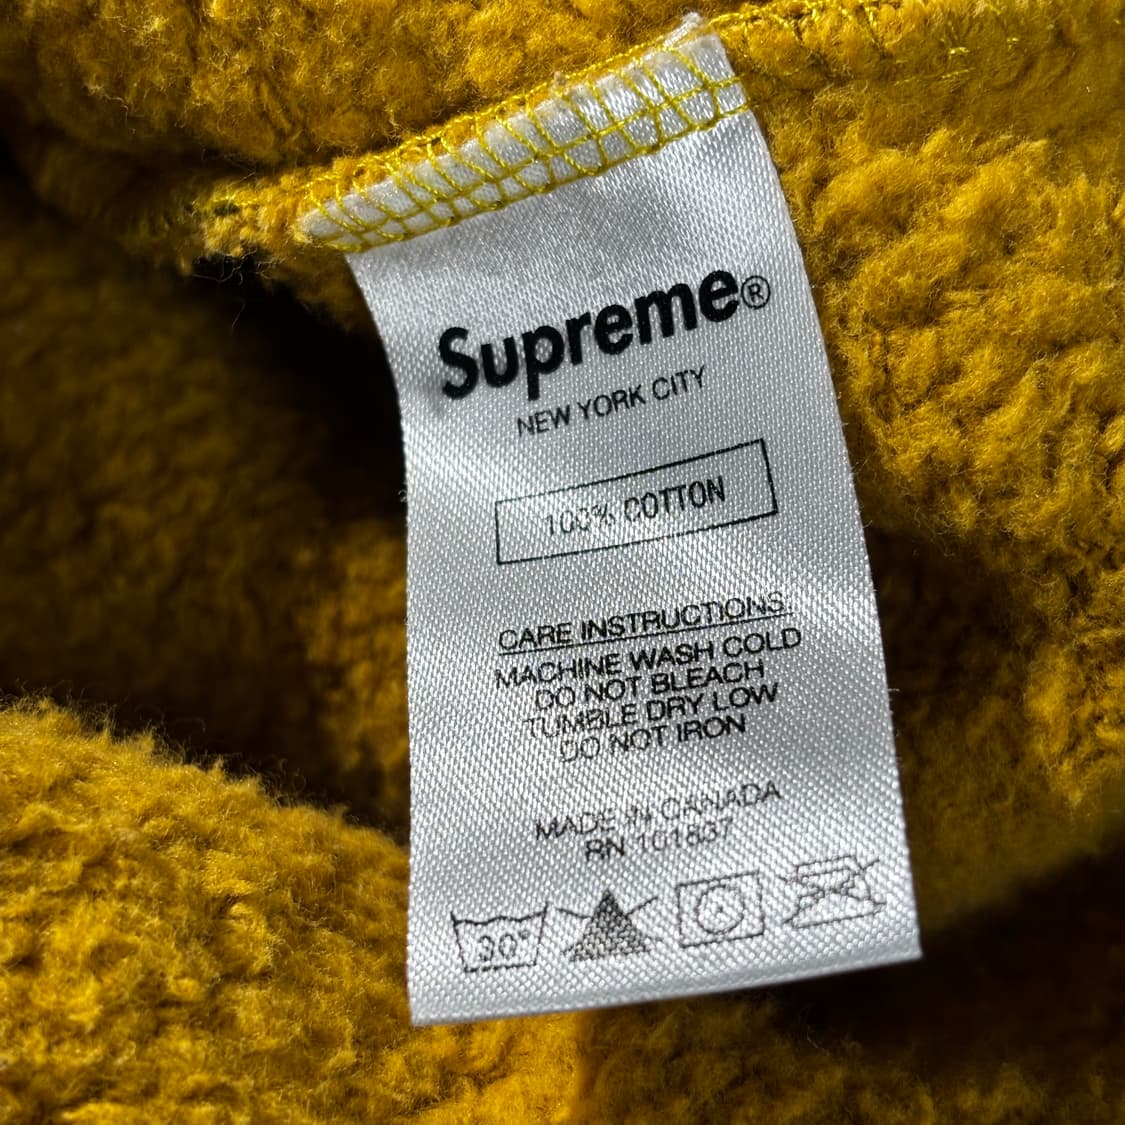 Supreme®
NEW YORK CITY
100% COTTON
CARE INSTRUCTIONS
MACHINE WASH COLD
DO NOT BLEACH
TUMBLE DRY LOW
DO NOT IRON
MADE IN CANADA
RN 101837
30°